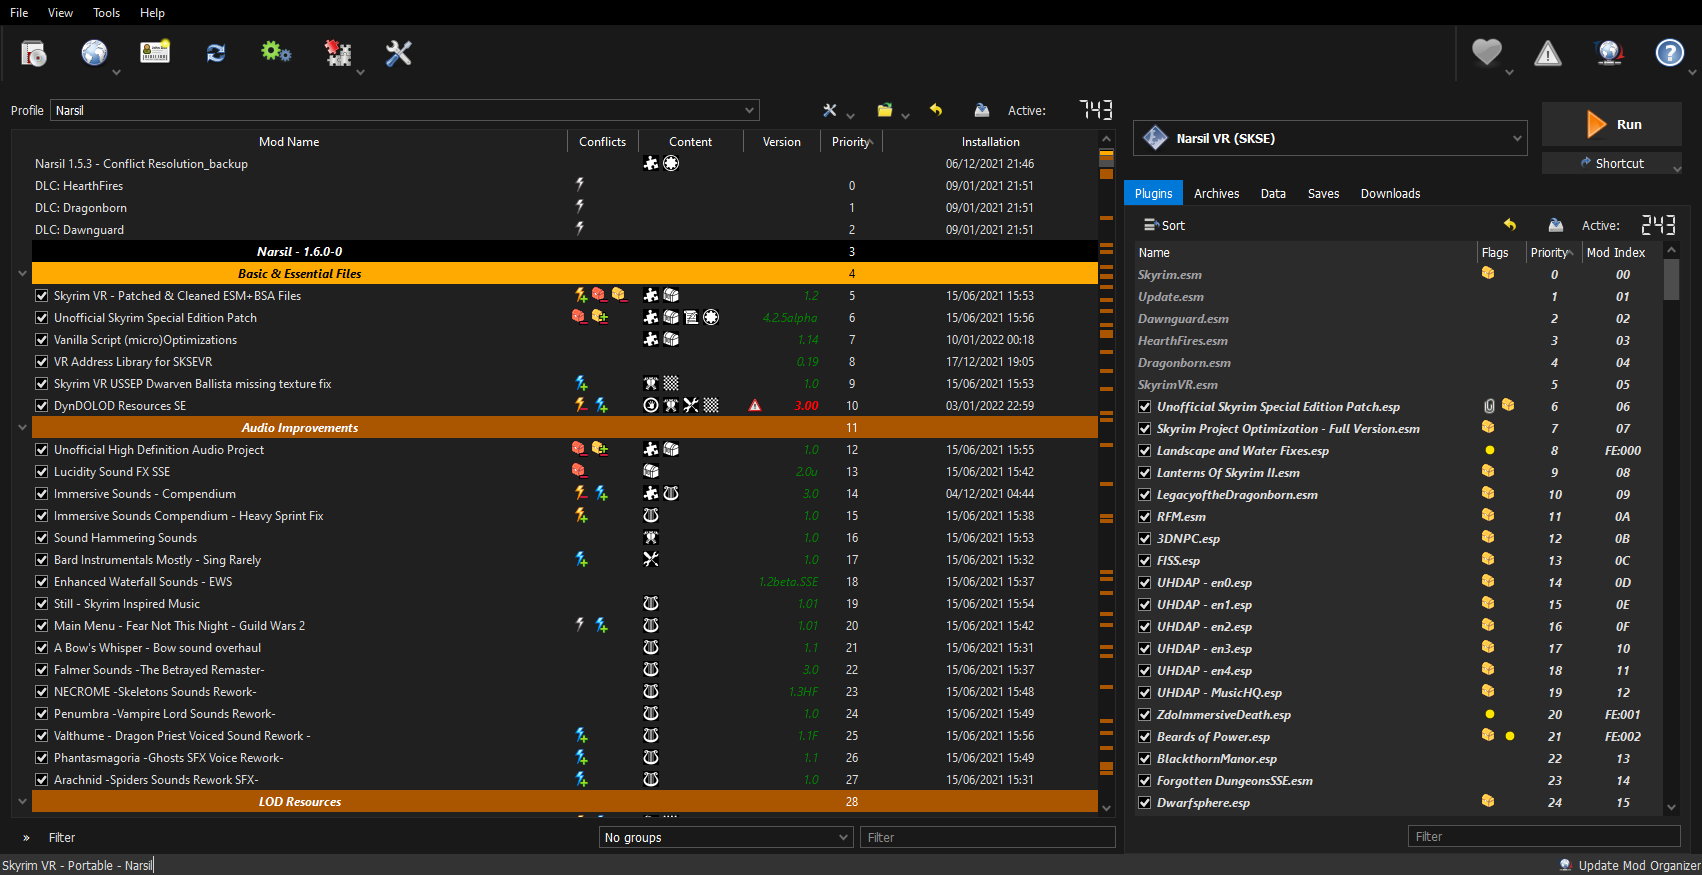 File View Tools Help
Profile Narsil Active: 743
Mod Name Conflicts Content Version Priority Installation
Narsil 1.5.3 - Conflict Resolution_backup 06/12/2021 21:46
DLC: HearthFires 0 09/01/2021 21:51
DLC: Dragonborn 1 09/01/2021 21:51
DLC: Dawnguard 2 09/01/2021 21:51
Narsil - 1.6.0-0 3
Basic & Essential Files 4
Skyrim VR - Patched & Cleaned ESM+BSA Files 1.2 5 15/06/2021 15:53
Unofficial Skyrim Special Edition Patch 4.2.5alpha 6 15/06/2021 15:56
Vanilla Script (micro)Optimizations 1.14 7 10/01/2022 00:18
VR Address Library for SKSEVR 0.19 8 17/12/2021 19:05
Skyrim VR USSEP Dwarven Ballista missing texture fix 1.0 9 15/06/2021 15:53
DynDOLOD Resources SE 3.00 10 03/01/2022 22:59
Audio Improvements 11
Unofficial High Definition Audio Project 1.0 12 15/06/2021 15:55
Lucidity Sound FX SSE 2.0u 13 15/06/2021 15:42
Immersive Sounds - Compendium 3.0 14 04/12/2021 04:44
Immersive Sounds Compendium - Heavy Sprint Fix 1.0 15 15/06/2021 15:38
Sound Hammering Sounds 1.0 16 15/06/2021 15:53
Bard Instrumentals Mostly - Sing Rarely 1.0 17 15/06/2021 15:32
Enhanced Waterfall Sounds - EWS 1.2beta.SSE 18 15/06/2021 15:37
Still - Skyrim Inspired Music 1.01 19 15/06/2021 15:54
Main Menu - Fear Not This Night - Guild Wars 2 1.01 20 15/06/2021 15:42
A Bow's Whisper - Bow sound overhaul 1.1 21 15/06/2021 15:31
Falmer Sounds -The Betrayed Remaster- 3.0 22 15/06/2021 15:37
NECROME -Skeletons Sounds Rework- 1.3HF 23 15/06/2021 15:48
Penumbra -Vampire Lord Sounds Rework- 1.0 24 15/06/2021 15:49
Valthume - Dragon Priest Voiced Sound Rework - 1.1F 25 15/06/2021 15:56
Phantasmagoria -Ghosts SFX Voice Rework- 1.1 26 15/06/2021 15:49
Arachnid -Spiders Sounds Rework SFX- 1.0 27 15/06/2021 15:31
LOD Resources 28
» Filter No groups Filter
Narsil VR (SKSE) Run
Shortcut
Plugins Archives Data Saves Downloads
Sort Active: 243
Name Flags Priority Mod Index
Skyrim.esm 0 00
Update.esm 1 01
Dawnguard.esm 2 02
HearthFires.esm 3 03
Dragonborn.esm 4 04
SkyrimVR.esm 5 05
Unofficial Skyrim Special Edition Patch.esp 6 06
Skyrim Project Optimization - Full Version.esm 7 07
Landscape and Water Fixes.esp 8 FE:000
Lanterns Of Skyrim II.esm 9 08
LegacyoftheDragonborn.esm 10 09
RFM.esm 11 0A
3DNPC.esp 12 0B
FISS.esp 13 0C
UHDAP - en0.esp 14 0D
UHDAP - en1.esp 15 0E
UHDAP - en2.esp 16 0F
UHDAP - en3.esp 17 10
UHDAP - en4.esp 18 11
UHDAP - MusicHQ.esp 19 12
ZdoImmersiveDeath.esp 20 FE:001
Beards of Power.esp 21 FE:002
BlackthornManor.esp 22 13
Forgotten DungeonsSSE.esm 23 14
Dwarfsphere.esp 24 15
Filter
Skyrim VR - Portable - Narsil Update Mod Organizer